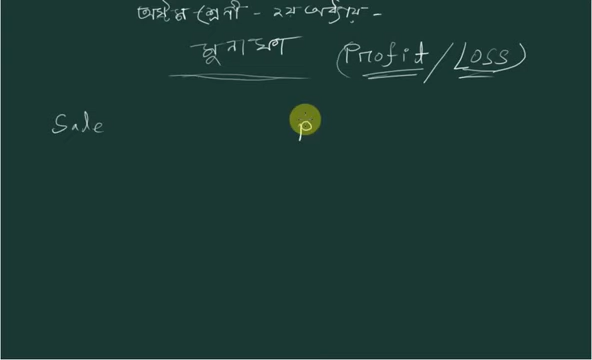 অষ্টম শ্রেনী - ২য় অধ্যায় -
মুনাফা (Profit/Loss)
Sale P